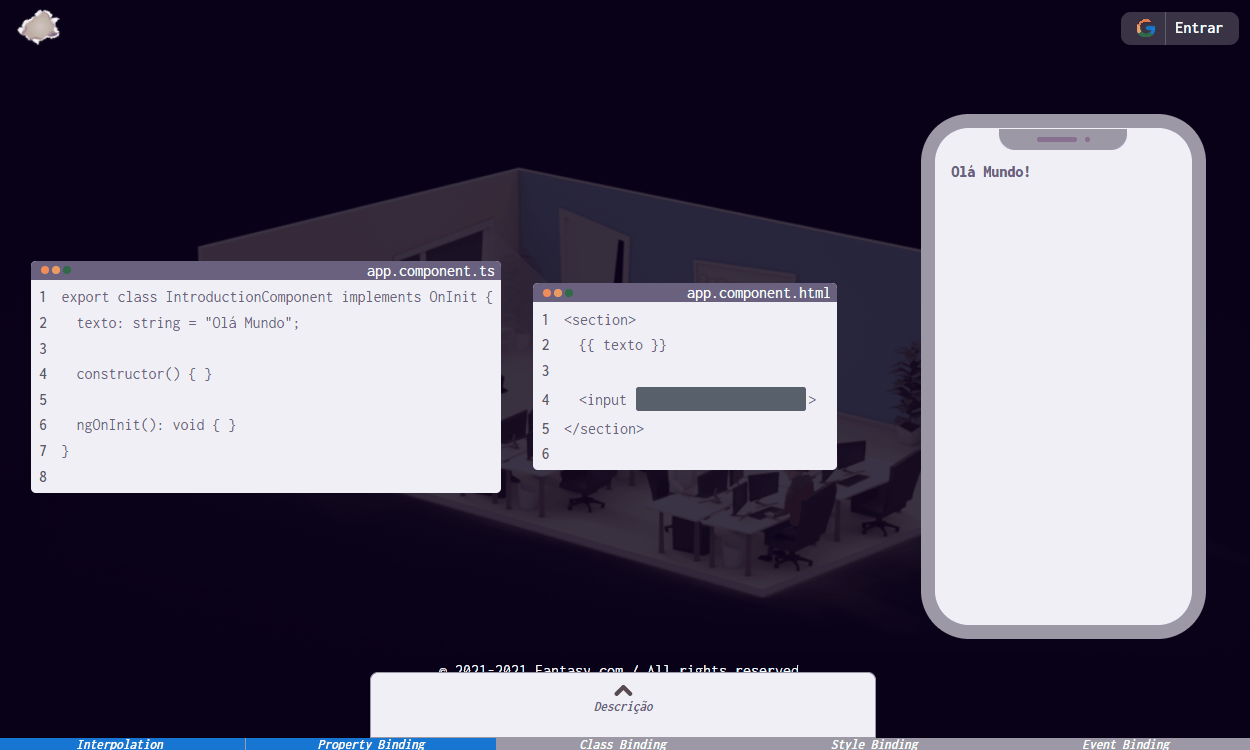 Entrar
app.component.ts
1 export class IntroductionComponent implements OnInit {
2 texto: string = "Olá Mundo";
3
4 constructor() { }
5
6 ngOnInit(): void { }
7 }
8
app.component.html
1 <section>
2 {{ texto }}
3
4 <input >
5 </section>
6
Olá Mundo!
© 2021-2021 Fantasy.com / All rights reserved
Descrição
Interpolation
Property Binding
Class Binding
Style Binding
Event Binding